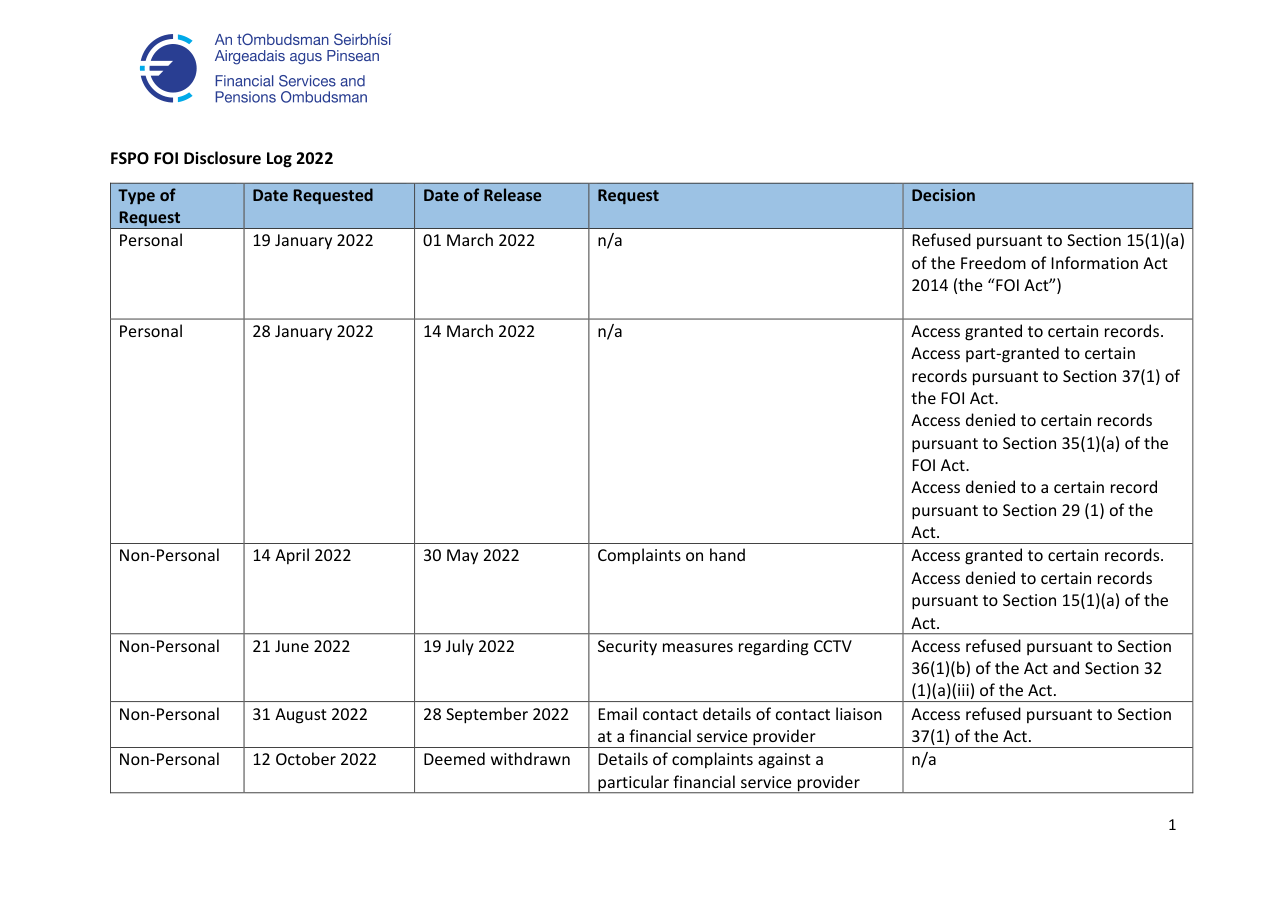 An tOmbudsman Seirbhísí
Airgeadais agus Pinsean
Financial Services and
Pensions Ombudsman
FSPO FOI Disclosure Log 2022
Type of
Request
Date Requested
Date of Release
Request
Decision
Personal
19 January 2022
01 March 2022
n/a
Refused pursuant to Section 15(1)(a)
of the Freedom of Information Act
2014 (the “FOI Act”)
Personal
28 January 2022
14 March 2022
n/a
Access granted to certain records.
Access part-granted to certain
records pursuant to Section 37(1) of
the FOI Act.
Access denied to certain records
pursuant to Section 35(1)(a) of the
FOI Act.
Access denied to a certain record
pursuant to Section 29 (1) of the
Act.
Non-Personal
14 April 2022
30 May 2022
Complaints on hand
Access granted to certain records.
Access denied to certain records
pursuant to Section 15(1)(a) of the
Act.
Non-Personal
21 June 2022
19 July 2022
Security measures regarding CCTV
Access refused pursuant to Section
36(1)(b) of the Act and Section 32
(1)(a)(iii) of the Act.
Non-Personal
31 August 2022
28 September 2022
Email contact details of contact liaison
at a financial service provider
Access refused pursuant to Section
37(1) of the Act.
Non-Personal
12 October 2022
Deemed withdrawn
Details of complaints against a
particular financial service provider
n/a
1